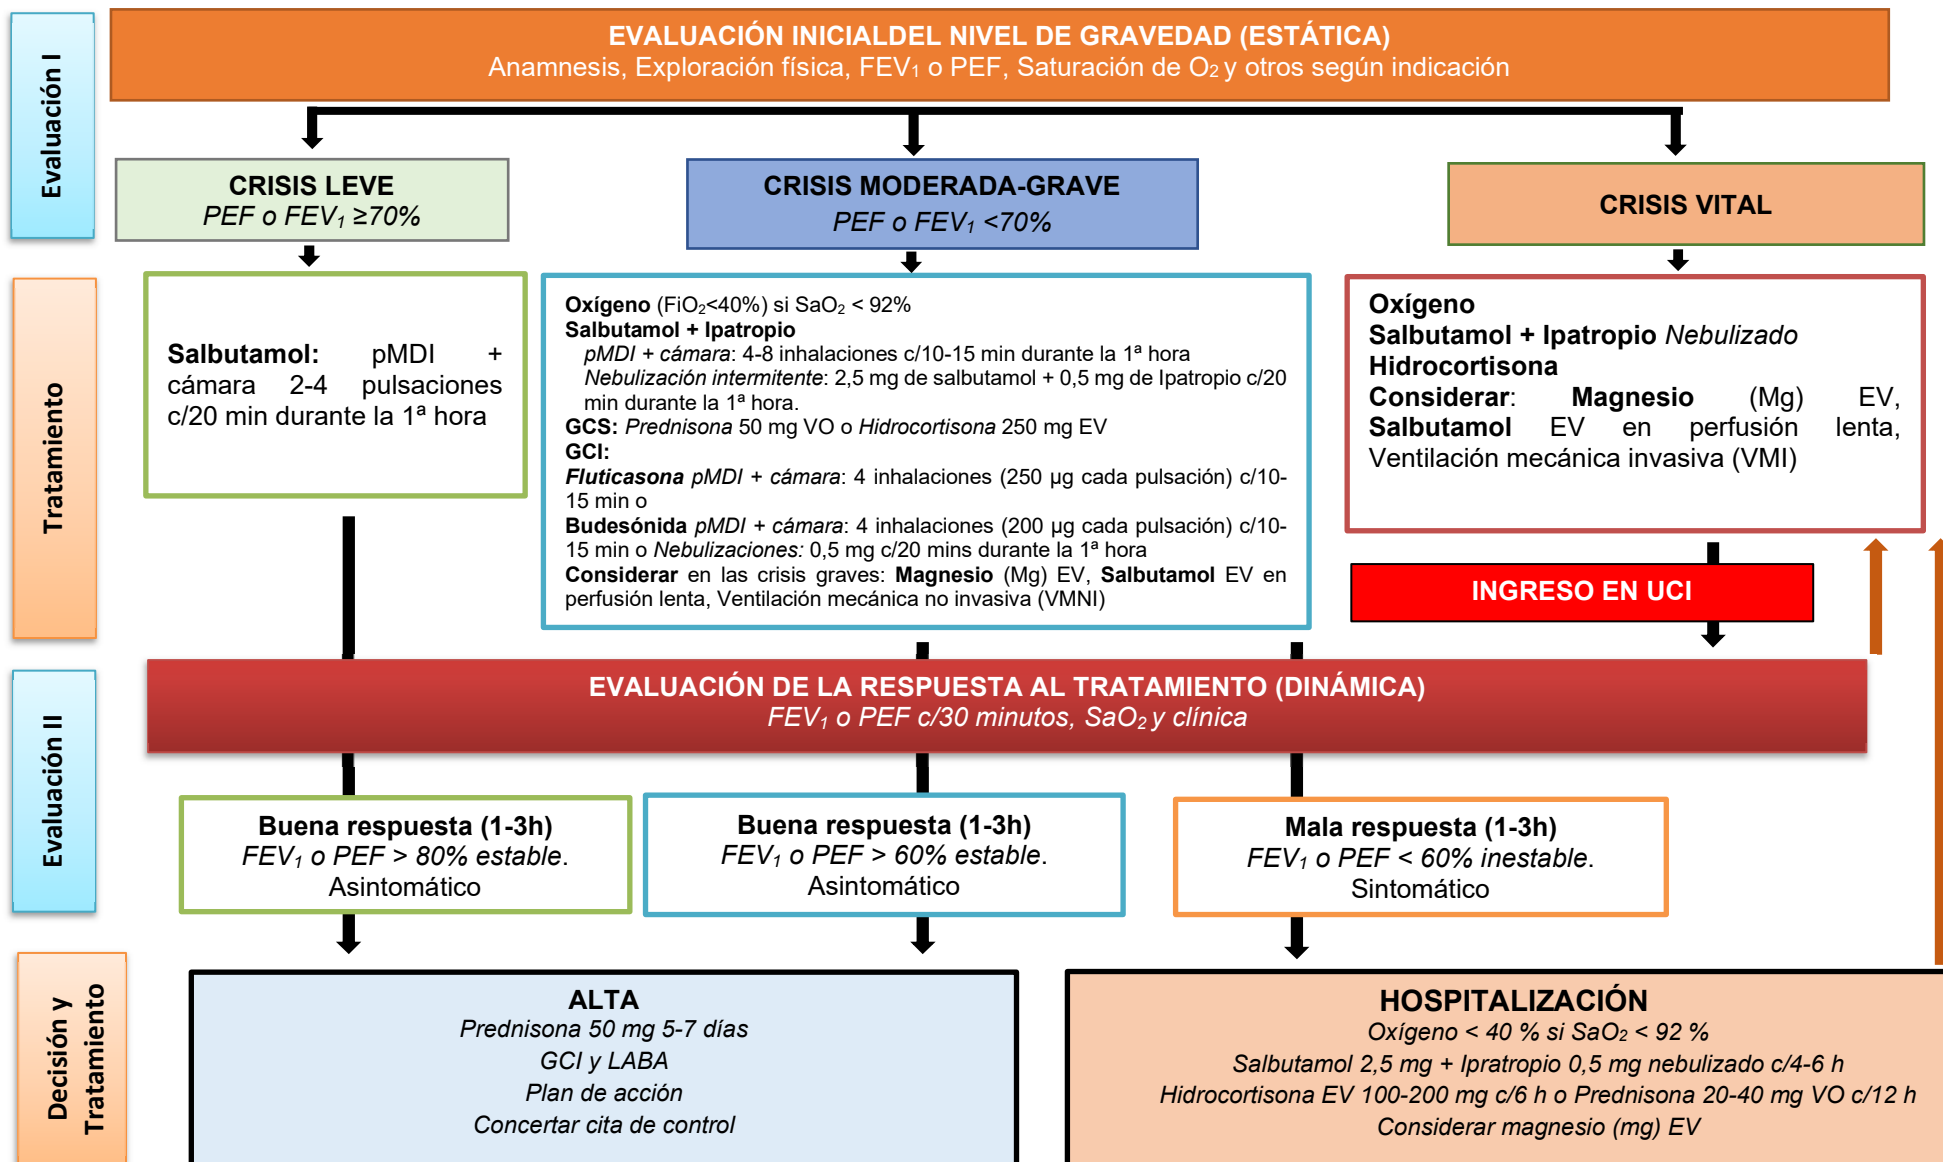 Evaluación I
EVALUACIÓN INICIALDEL NIVEL DE GRAVEDAD (ESTÁTICA)
Anamnesis, Exploración física, FEV₁ o PEF, Saturación de O₂ y otros según indicación
CRISIS LEVE
PEF o FEV₁ ≥70%
CRISIS MODERADA-GRAVE
PEF o FEV₁ <70%
CRISIS VITAL
Tratamiento
Salbutamol: pMDI +
cámara 2-4 pulsaciones
c/20 min durante la 1ª hora
Oxígeno (FiO₂<40%) si SaO₂ < 92%
Salbutamol + Ipatropio
pMDI + cámara: 4-8 inhalaciones c/10-15 min durante la 1ª hora
Nebulización intermitente: 2,5 mg de salbutamol + 0,5 mg de Ipatropio c/20
min durante la 1ª hora.
GCS: Prednisona 50 mg VO o Hidrocortisona 250 mg EV
GCI:
Fluticasona pMDI + cámara: 4 inhalaciones (250 µg cada pulsación) c/10-
15 min o
Budesónida pMDI + cámara: 4 inhalaciones (200 µg cada pulsación) c/10-
15 min o Nebulizaciones: 0,5 mg c/20 mins durante la 1ª hora
Considerar en las crisis graves: Magnesio (Mg) EV, Salbutamol EV en
perfusión lenta, Ventilación mecánica no invasiva (VMNI)
Oxígeno
Salbutamol + Ipatropio Nebulizado
Hidrocortisona
Considerar: Magnesio (Mg) EV,
Salbutamol EV en perfusión lenta,
Ventilación mecánica invasiva (VMI)
INGRESO EN UCI
Evaluación II
EVALUACIÓN DE LA RESPUESTA AL TRATAMIENTO (DINÁMICA)
FEV₁ o PEF c/30 minutos, SaO₂ y clínica
Buena respuesta (1-3h)
FEV₁ o PEF > 80% estable.
Asintomático
Buena respuesta (1-3h)
FEV₁ o PEF > 60% estable.
Asintomático
Mala respuesta (1-3h)
FEV₁ o PEF < 60% inestable.
Sintomático
Decisión y
Tratamiento
ALTA
Prednisona 50 mg 5-7 días
GCI y LABA
Plan de acción
Concertar cita de control
HOSPITALIZACIÓN
Oxígeno < 40 % si SaO₂ < 92 %
Salbutamol 2,5 mg + Ipratropio 0,5 mg nebulizado c/4-6 h
Hidrocortisona EV 100-200 mg c/6 h o Prednisona 20-40 mg VO c/12 h
Considerar magnesio (mg) EV